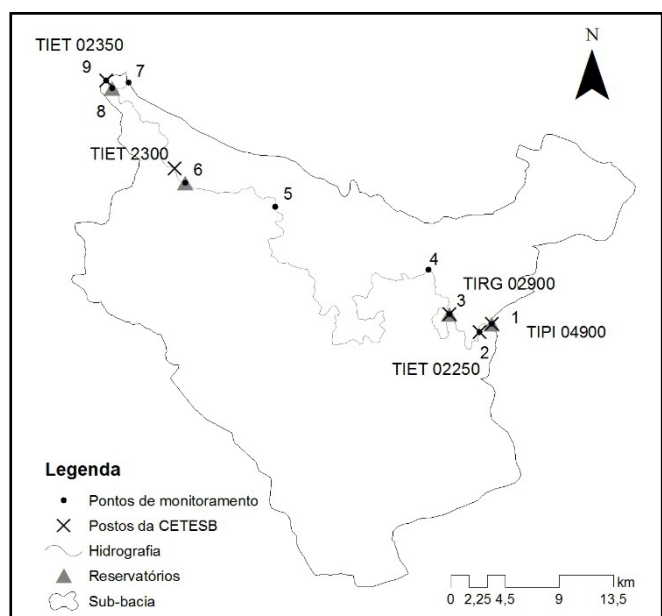 TIET 02350
N
9
7
8
TIET 2300
6
5
4
TIRG 02900
3
1
TIPI 04900
2
TIET 02250
Legenda
Pontos de monitoramento
Postos da CETESB
Hidrografia
Reservatórios
Sub-bacia
km
0 2,25 4,5 9 13,5